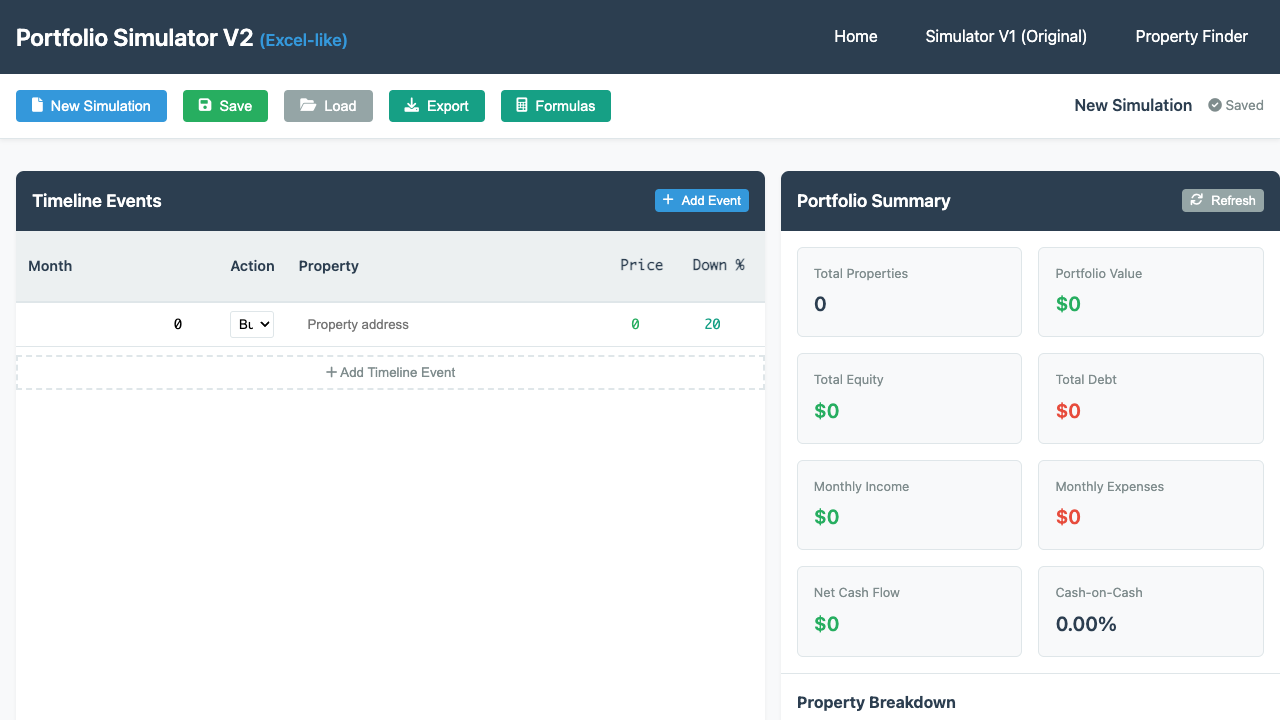 Portfolio Simulator V2 (Excel-like) Home Simulator V1 (Original) Property Finder
New Simulation Save Load Export Formulas New Simulation Saved
Timeline Events Add Event
Month Action Property Price Down %
0 Bu Property address 0 20
Add Timeline Event
Portfolio Summary Refresh
Total Properties Portfolio Value
0 $0
Total Equity Total Debt
$0 $0
Monthly Income Monthly Expenses
$0 $0
Net Cash Flow Cash-on-Cash
$0 0.00%
Property Breakdown